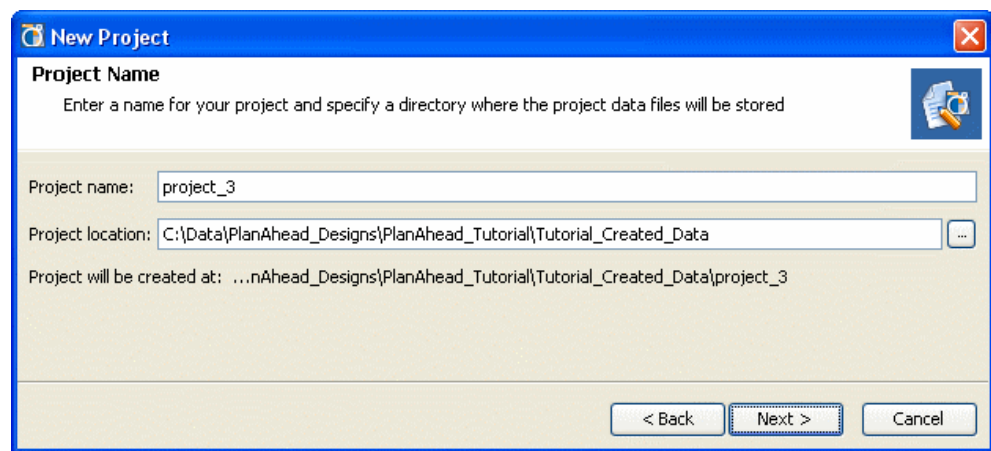 New Project
Project Name
Enter a name for your project and specify a directory where the project data files will be stored
Project name: project_3
Project location: C:\Data\PlanAhead_Designs\PlanAhead_Tutorial\Tutorial_Created_Data ...
Project will be created at: ...nAhead_Designs\PlanAhead_Tutorial\Tutorial_Created_Data\project_3
< Back Next > Cancel